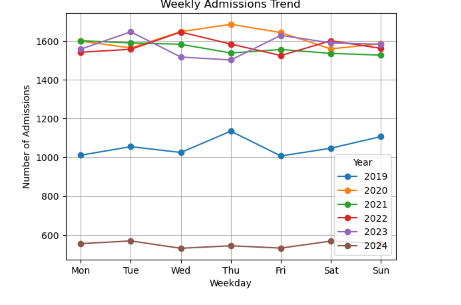 Weekly Admissions Trend
1600
1400
1200
1000
800
600
Number of Admissions
Mon Tue Wed Thu Fri Sat Sun
Weekday
Year
2019
2020
2021
2022
2023
2024